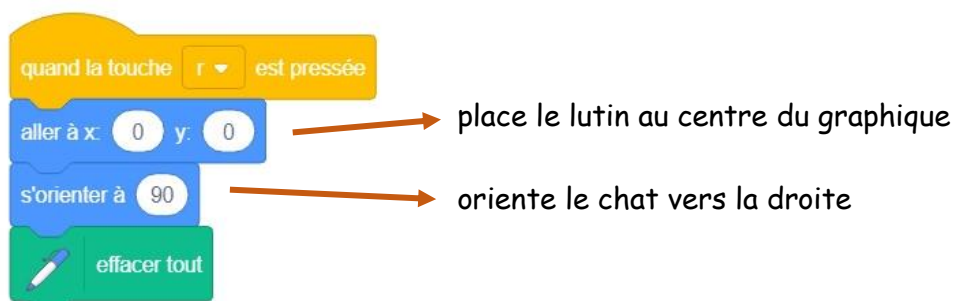 quand la touche r est pressée
aller à x: 0 y: 0
place le lutin au centre du graphique
s'orienter à 90
oriente le chat vers la droite
effacer tout